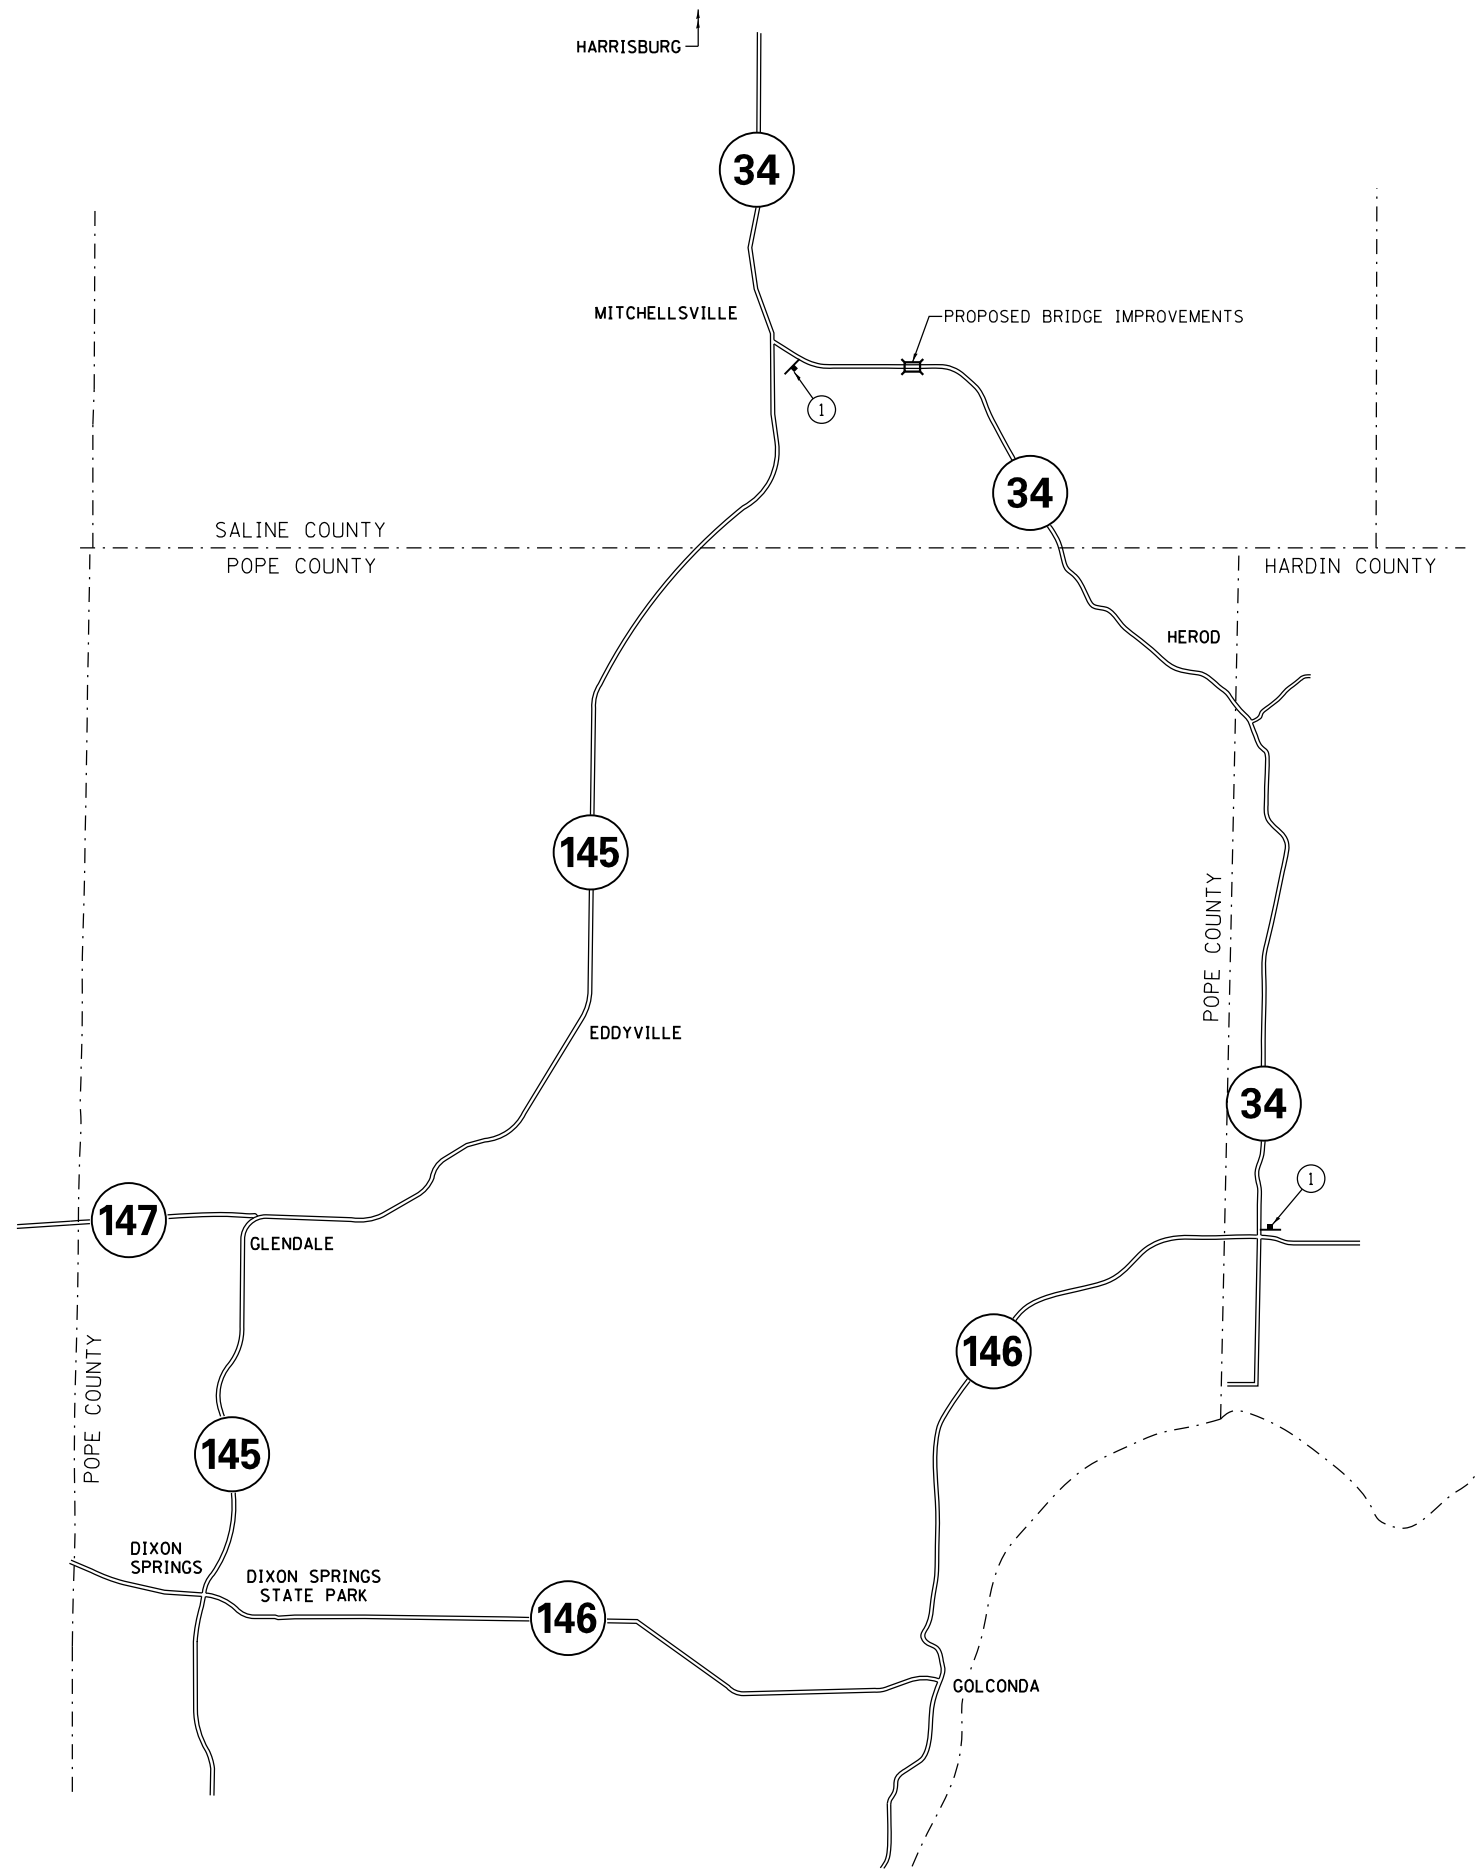 HARRISBURG
34
MITCHELLSVILLE
PROPOSED BRIDGE IMPROVEMENTS
1
34
SALINE COUNTY
POPE COUNTY
HARDIN COUNTY
HEROD
145
POPE COUNTY
EDDYVILLE
34
1
147
GLENDALE
146
POPE COUNTY
145
DIXON
SPRINGS
DIXON SPRINGS
STATE PARK
146
GOLCONDA